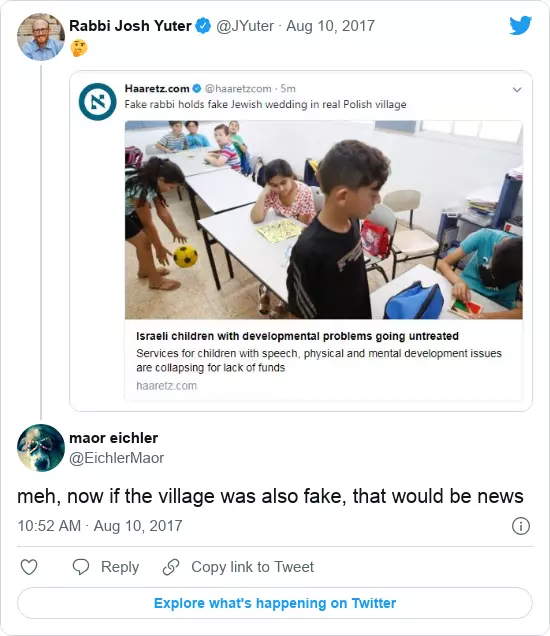 Rabbi Josh Yuter @JYuter · Aug 10, 2017
🤔
Haaretz.com @haaretzcom · 5m
Fake rabbi holds fake Jewish wedding in real Polish village
Israeli children with developmental problems going untreated
Services for children with speech, physical and mental development issues
are collapsing for lack of funds
haaretz.com
maor eichler
@EichlerMaor
meh, now if the village was also fake, that would be news
10:52 AM · Aug 10, 2017
Reply
Copy link to Tweet
Explore what's happening on Twitter